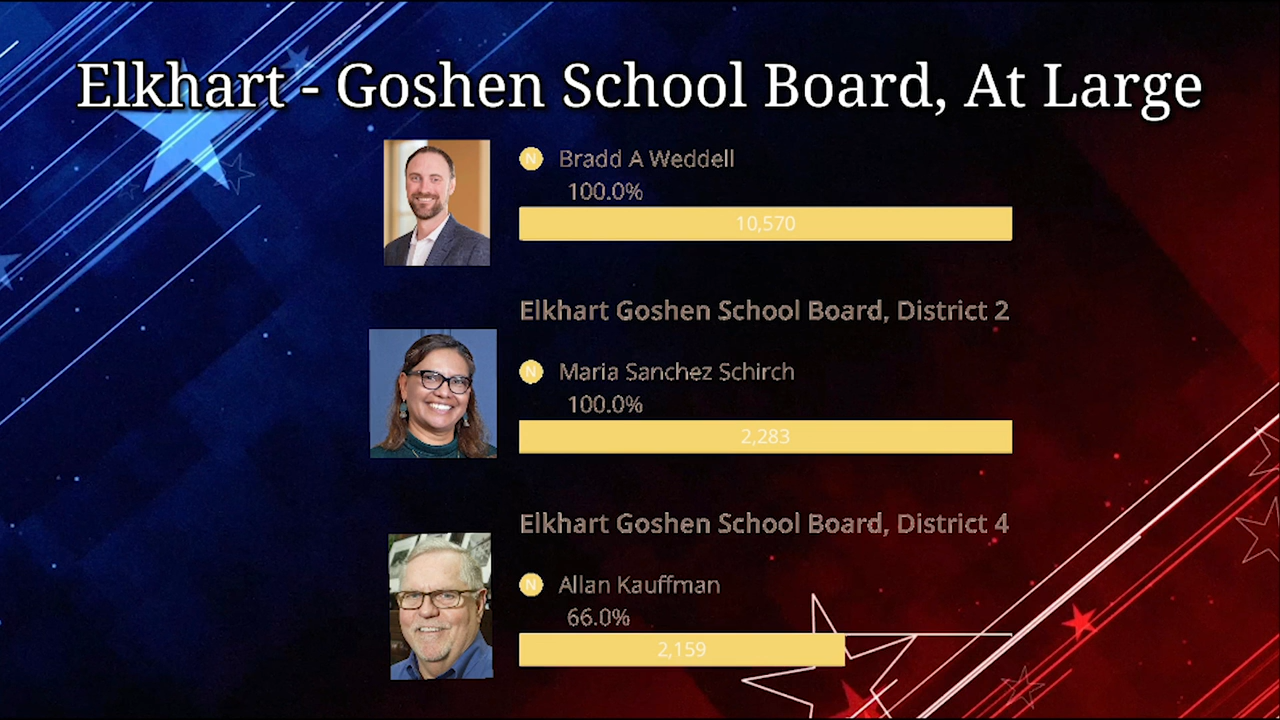 Elkhart - Goshen School Board, At Large
N Bradd A Weddell
100.0%
10,570
Elkhart Goshen School Board, District 2
N Maria Sanchez Schirch
100.0%
2,283
Elkhart Goshen School Board, District 4
N Allan Kauffman
66.0%
2,159